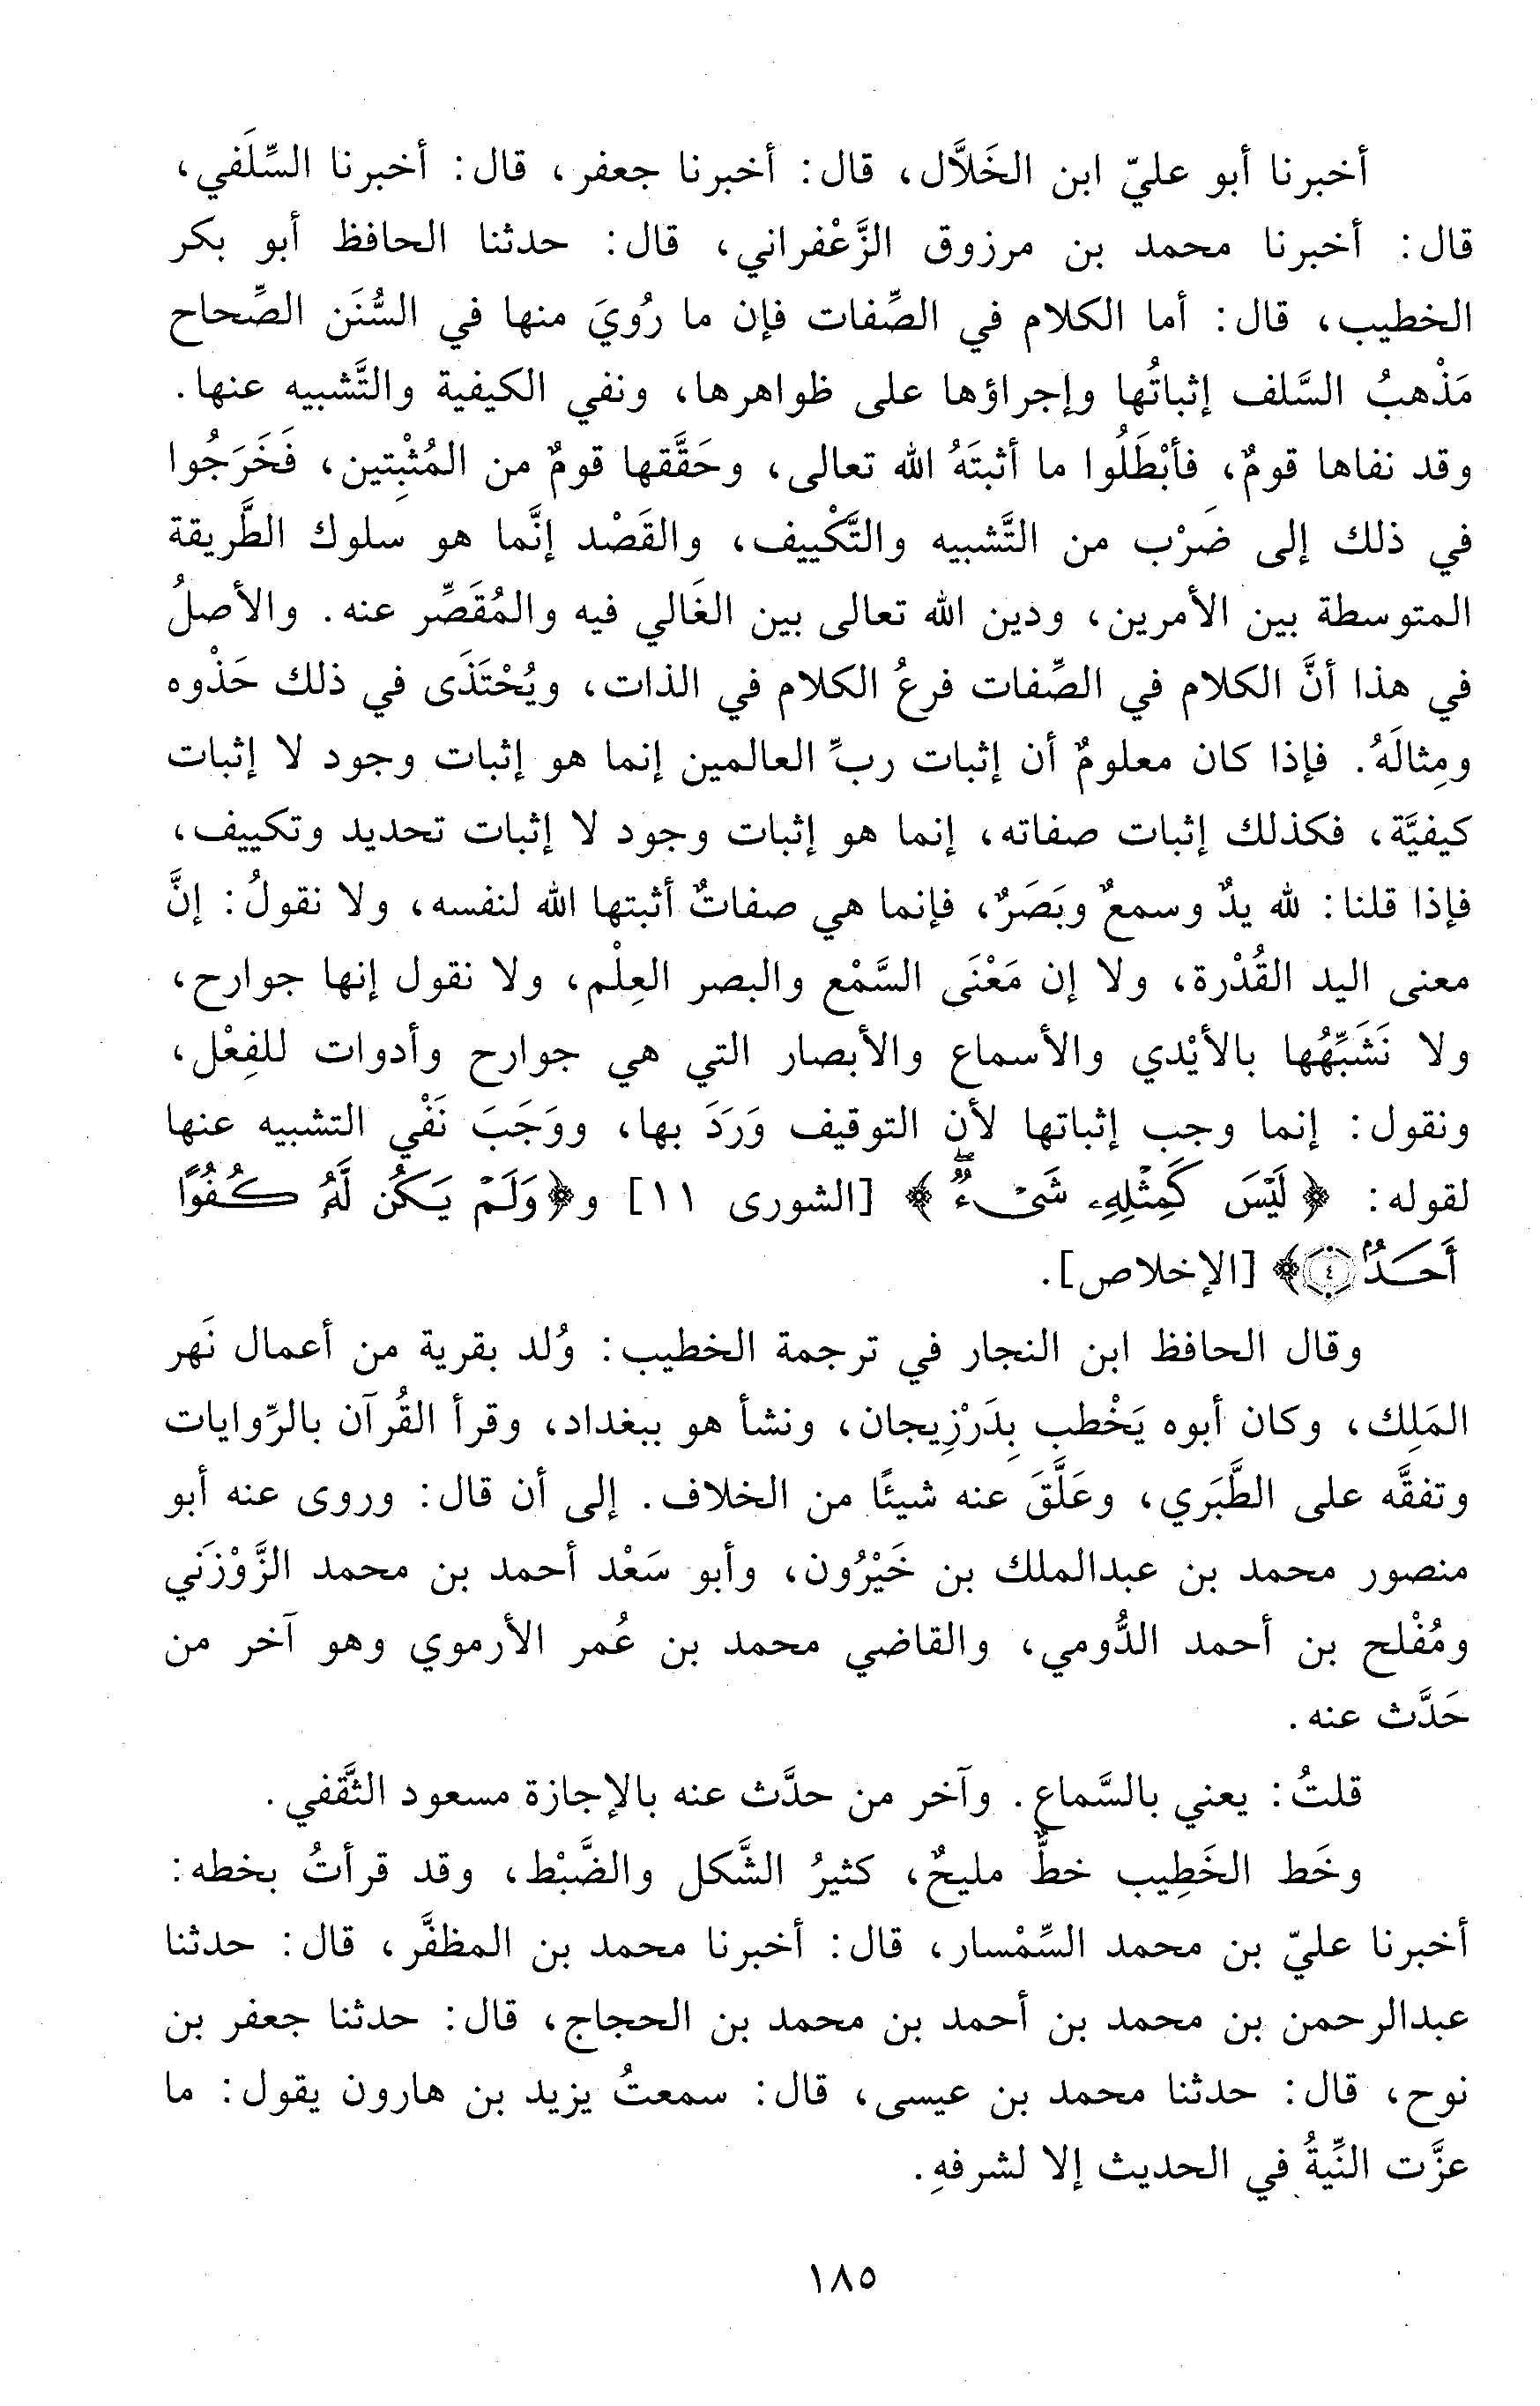 أخبرنا أبو عليّ ابن الخَلاَّل، قال: أخبرنا جعفر، قال: أخبرنا السِّلَفي،
قال: أخبرنا محمد بن مرزوق الزَّعْفراني، قال: حدثنا الحافظ أبو بكر
الخطيب، قال: أما الكلام في الصِّفات فإن ما رُويَ منها في السُّنَن الصِّحاح
مَذْهبُ السَّلف إثباتُها وإجراؤها على ظواهرها، ونفي الكيفية والتَّشبيه عنها.
وقد نفاها قومٌ، فأبْطَلُوا ما أثبتَهُ الله تعالى، وحَقَّقها قومٌ من المُثْبِتين، فَخَرَجُوا
في ذلك إلى ضَرْب من التَّشبيه والتَّكْييف، والقَصْد إنَّما هو سلوك الطَّريقة
المتوسطة بين الأمرين، ودين الله تعالى بين الغَالي فيه والمُقَصِّر عنه. والأصلُ
في هذا أنَّ الكلام في الصِّفات فرعُ الكلام في الذات، ويُحْتَذَى في ذلك حَذْوه
ومِثالَهُ. فإذا كان معلومٌ أن إثبات ربِّ العالمين إنما هو إثبات وجود لا إثبات
كيفيَّة، فكذلك إثبات صفاته، إنما هو إثبات وجود لا إثبات تحديد وتكييف،
فإذا قلنا: لله يدٌ وسمعٌ وبَصَرٌ، فإنما هي صفاتٌ أثبتها الله لنفسه، ولا نقولُ: إنَّ
معنى اليد القُدْرة، ولا إن مَعْنَى السَّمْع والبصر العِلْم، ولا نقول إنها جوارح،
ولا نَشَبِّهُها بالأيْدي والأسماع والأبصار التي هي جوارح وأدوات للفِعْل،
ونقول: إنما وجب إثباتها لأن التوقيف وَرَدَ بها، ووَجَبَ نَفْي التشبيه عنها
لقوله: ﴿لَيْسَ كَمِثْلِهِۦ شَىْءٌ ۖ﴾ [الشورى ١١] و﴿وَلَمْ يَكُن لَّهُ كُفُوًا
أَحَدٌ ۝٤﴾ [الإخلاص].
وقال الحافظ ابن النجار في ترجمة الخطيب: وُلد بقرية من أعمال نَهر
المَلِك، وكان أبوه يَخْطب بِدَرْزِيجان، ونشأ هو ببغداد، وقرأ القُرآن بالرِّوايات
وتفقَّه على الطَّبَري، وعَلَّقَ عنه شيئًا من الخلاف. إلى أن قال: وروى عنه أبو
منصور محمد بن عبدالملك بن خَيْرُون، وأبو سَعْد أحمد بن محمد الزَّوْزَني
ومُفْلح بن أحمد الدُّومي، والقاضي محمد بن عُمر الأرموي وهو آخر من
حَدَّث عنه.
قلتُ: يعني بالسَّماع. وآخر من حدَّث عنه بالإجازة مسعود الثَّقفي.
وخَط الخَطِيب خطٌّ مليحٌ، كثيرُ الشَّكل والضَّبْط، وقد قرأتُ بخطه:
أخبرنا عليّ بن محمد السِّمْسار، قال: أخبرنا محمد بن المظفَّر، قال: حدثنا
عبدالرحمن بن محمد بن أحمد بن محمد بن الحجاج، قال: حدثنا جعفر بن
نوح، قال: حدثنا محمد بن عيسى، قال: سمعتُ يزيد بن هارون يقول: ما
عزَّت النِّيةُ في الحديث إلا لشرفهِ.
١٨٥